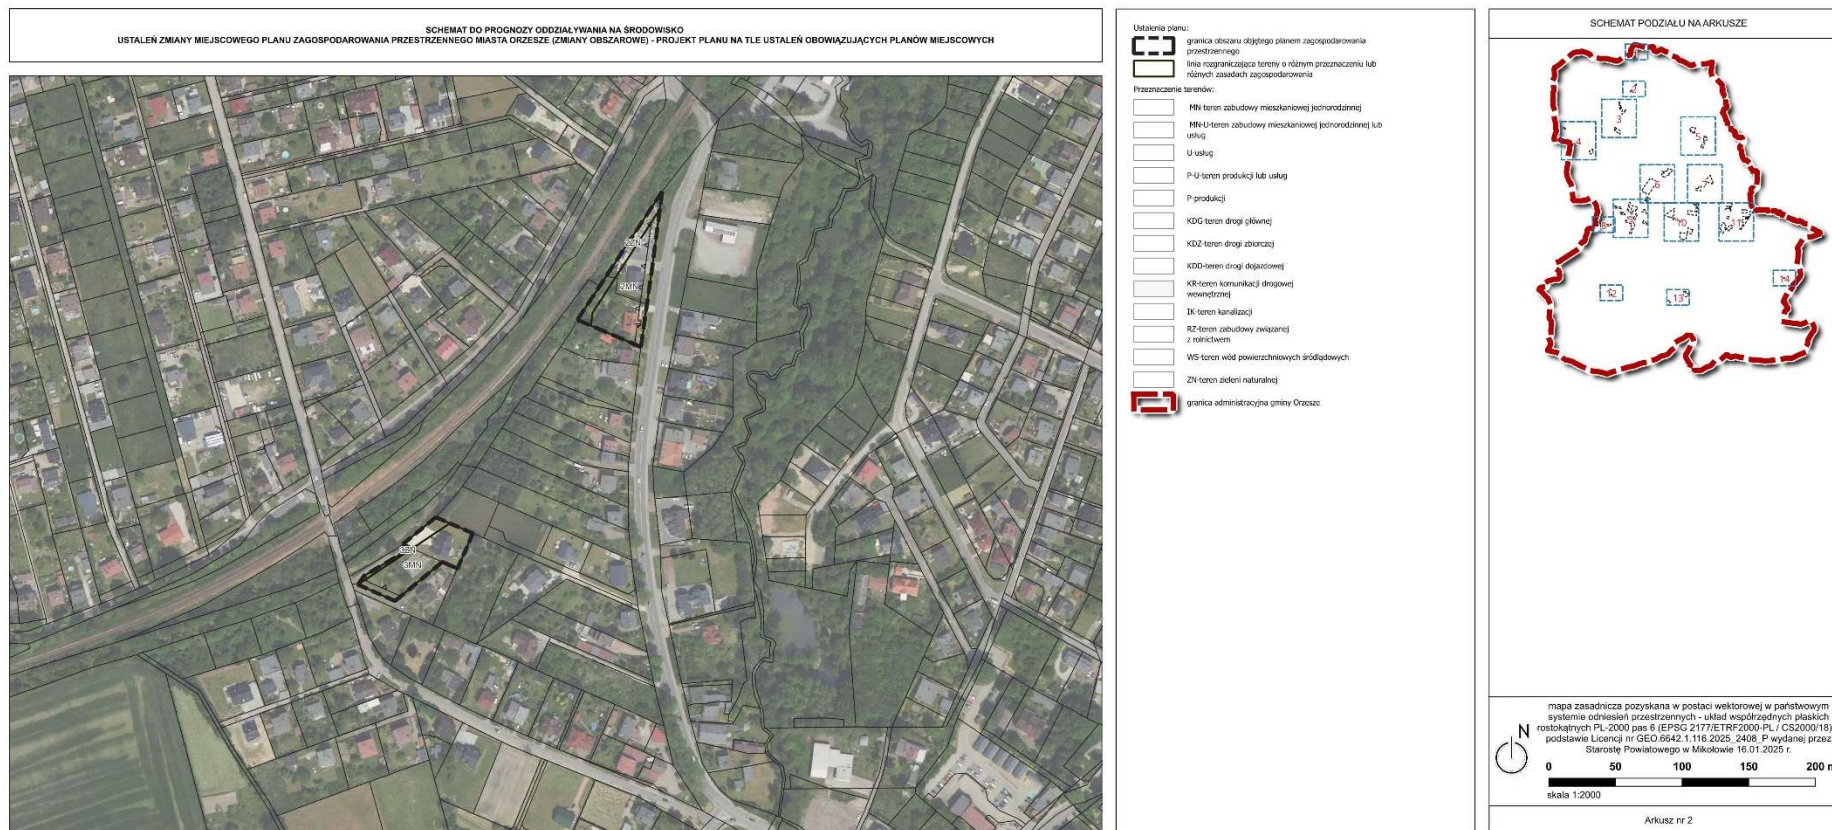 SCHEMAT DO PROGNOZY ODDZIAŁYWANIA NA ŚRODOWISKO
USTALEŃ ZMIANY MIEJSCOWEGO PLANU ZAGOSPODAROWANIA PRZESTRZENNEGO MIASTA ORZESZE (ZMIANY OBSZAROWE) - PROJEKT PLANU NA TLE USTALEŃ OBOWIĄZUJĄCYCH PLANÓW MIEJSCOWYCH
2ZN
2MN
3ZN
3MN
Ustalenia planu:
granica obszaru objętego planem zagospodarowania
przestrzennego
linia rozgraniczająca tereny o różnym przeznaczeniu lub
różnych zasadach zagospodarowania
Przeznaczenie terenów:
MN-teren zabudowy mieszkaniowej jednorodzinnej
MN-U-teren zabudowy mieszkaniowej jednorodzinnej lub
usług
U-usług
P-U-teren produkcji lub usług
P-produkcji
KDG-teren drogi głównej
KDZ-teren drogi zbiorczej
KDD-teren drogi dojazdowej
KR-teren komunikacji drogowej
wewnętrznej
IK-teren kanalizacji
RZ-teren zabudowy związanej
z rolnictwem
WS-teren wód powierzchniowych śródlądowych
ZN-teren zieleni naturalnej
granica administracyjna gminy Orzesze
SCHEMAT PODZIAŁU NA ARKUSZE
2
3
4
5
6
7
10
11
12
13
14
mapa zasadnicza pozyskana w postaci wektorowej w państwowym
systemie odniesień przestrzennych - układ współrzędnych płaskich
rostokątnych PL-2000 pas 6 (EPSG 2177/ETRF2000-PL / CS2000/18)
podstawie Licencji nr GEO.6642.1.116.2025_2408_P wydanej przez
Starostę Powiatowego w Mikołowie 16.01.2025 r.
N
0 50 100 150 200 m
skala 1:2000
Arkusz nr 2